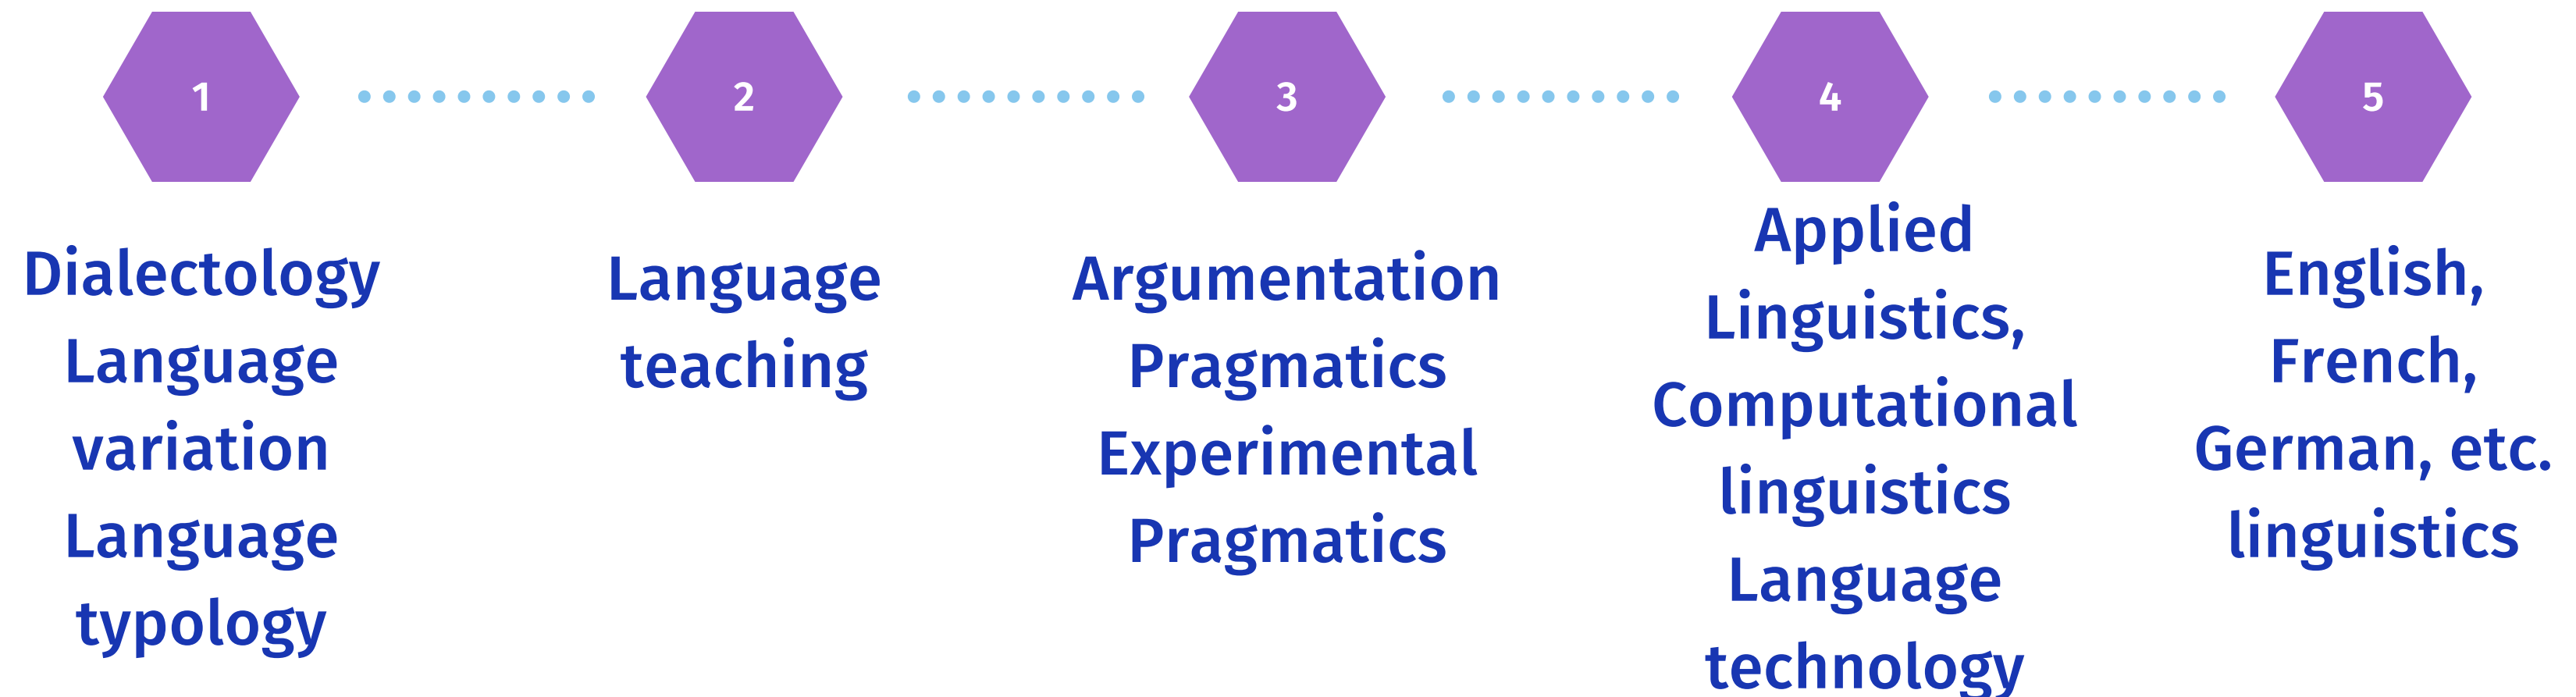 1
2
3
4
5
Dialectology
Language
variation
Language
typology
Language
teaching
Argumentation
Pragmatics
Experimental
Pragmatics
Applied
Linguistics,
Computational
linguistics
Language
technology
English,
French,
German, etc.
linguistics